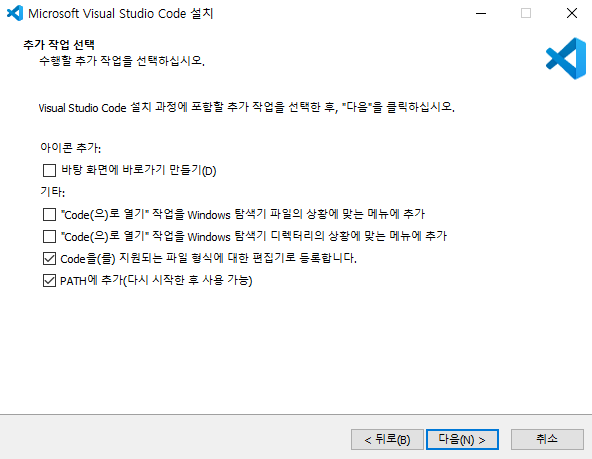 Microsoft Visual Studio Code 설치
추가 작업 선택
수행할 추가 작업을 선택하십시오.
Visual Studio Code 설치 과정에 포함할 추가 작업을 선택한 후, "다음"을 클릭하십시오.
아이콘 추가:
바탕 화면에 바로가기 만들기(D)
기타:
"Code(으)로 열기" 작업을 Windows 탐색기 파일의 상황에 맞는 메뉴에 추가
"Code(으)로 열기" 작업을 Windows 탐색기 디렉터리의 상황에 맞는 메뉴에 추가
Code을(를) 지원되는 파일 형식에 대한 편집기로 등록합니다.
PATH에 추가(다시 시작한 후 사용 가능)
< 뒤로(B) 다음(N) > 취소